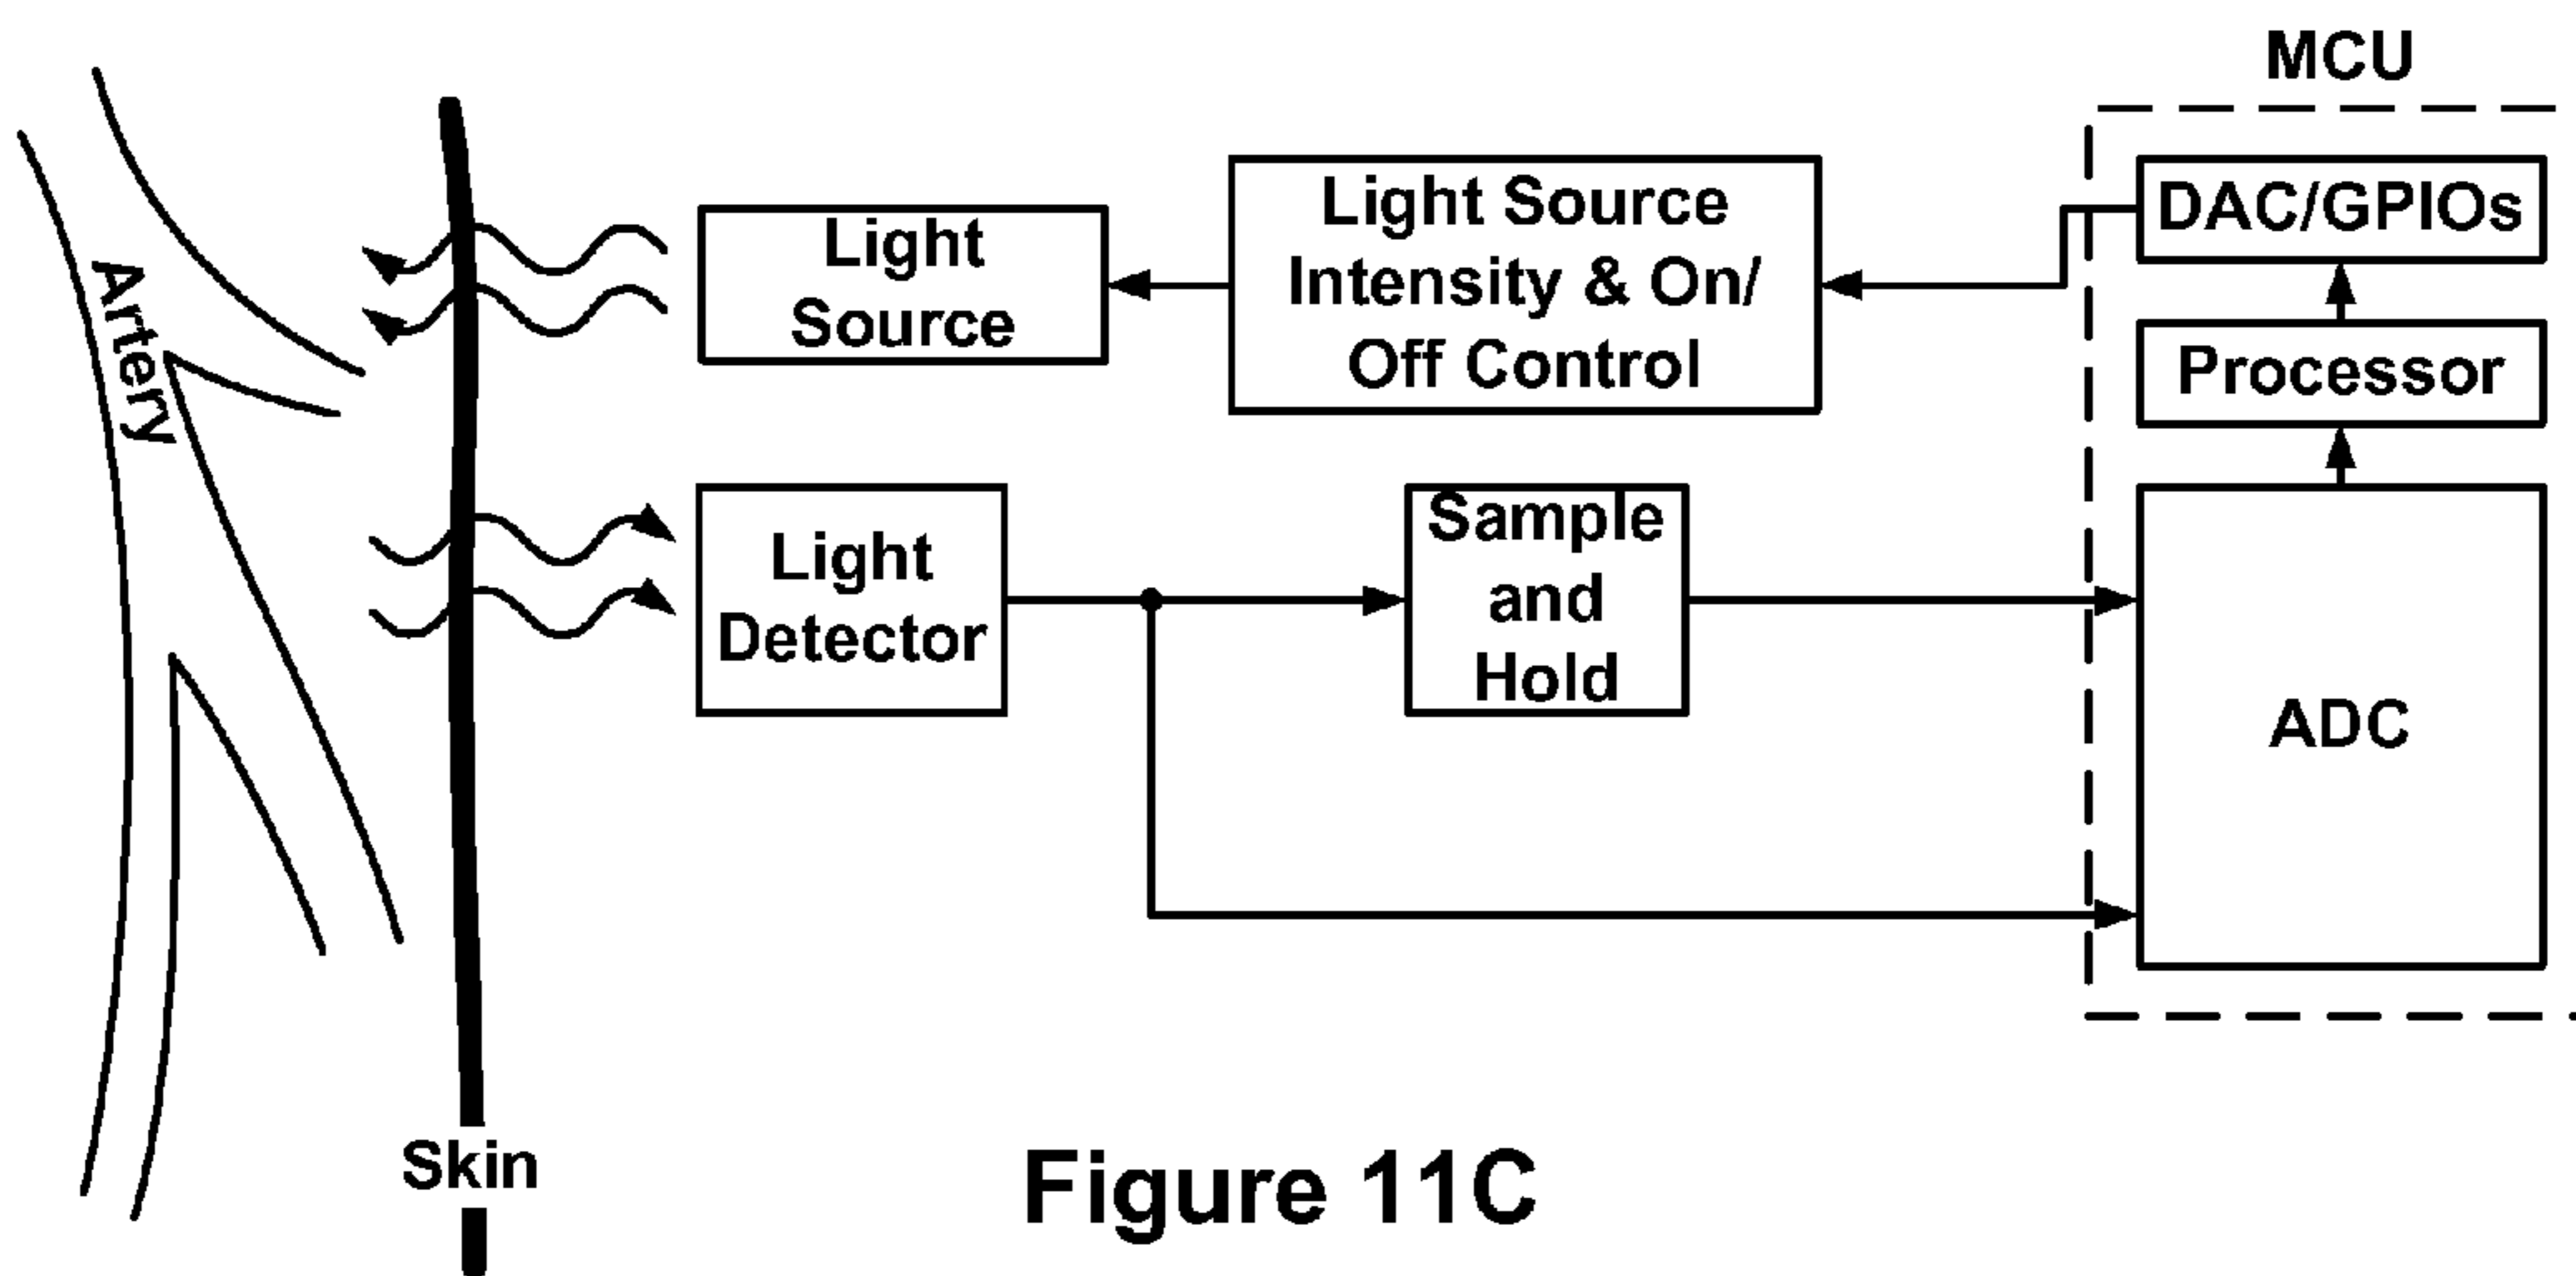 MCU
Light Source
Intensity & On/
Off Control
DAC/GPIOs
Light
Source
Artery
Processor
Sample
and
Hold
Light
Detector
ADC
Skin
Figure 11C